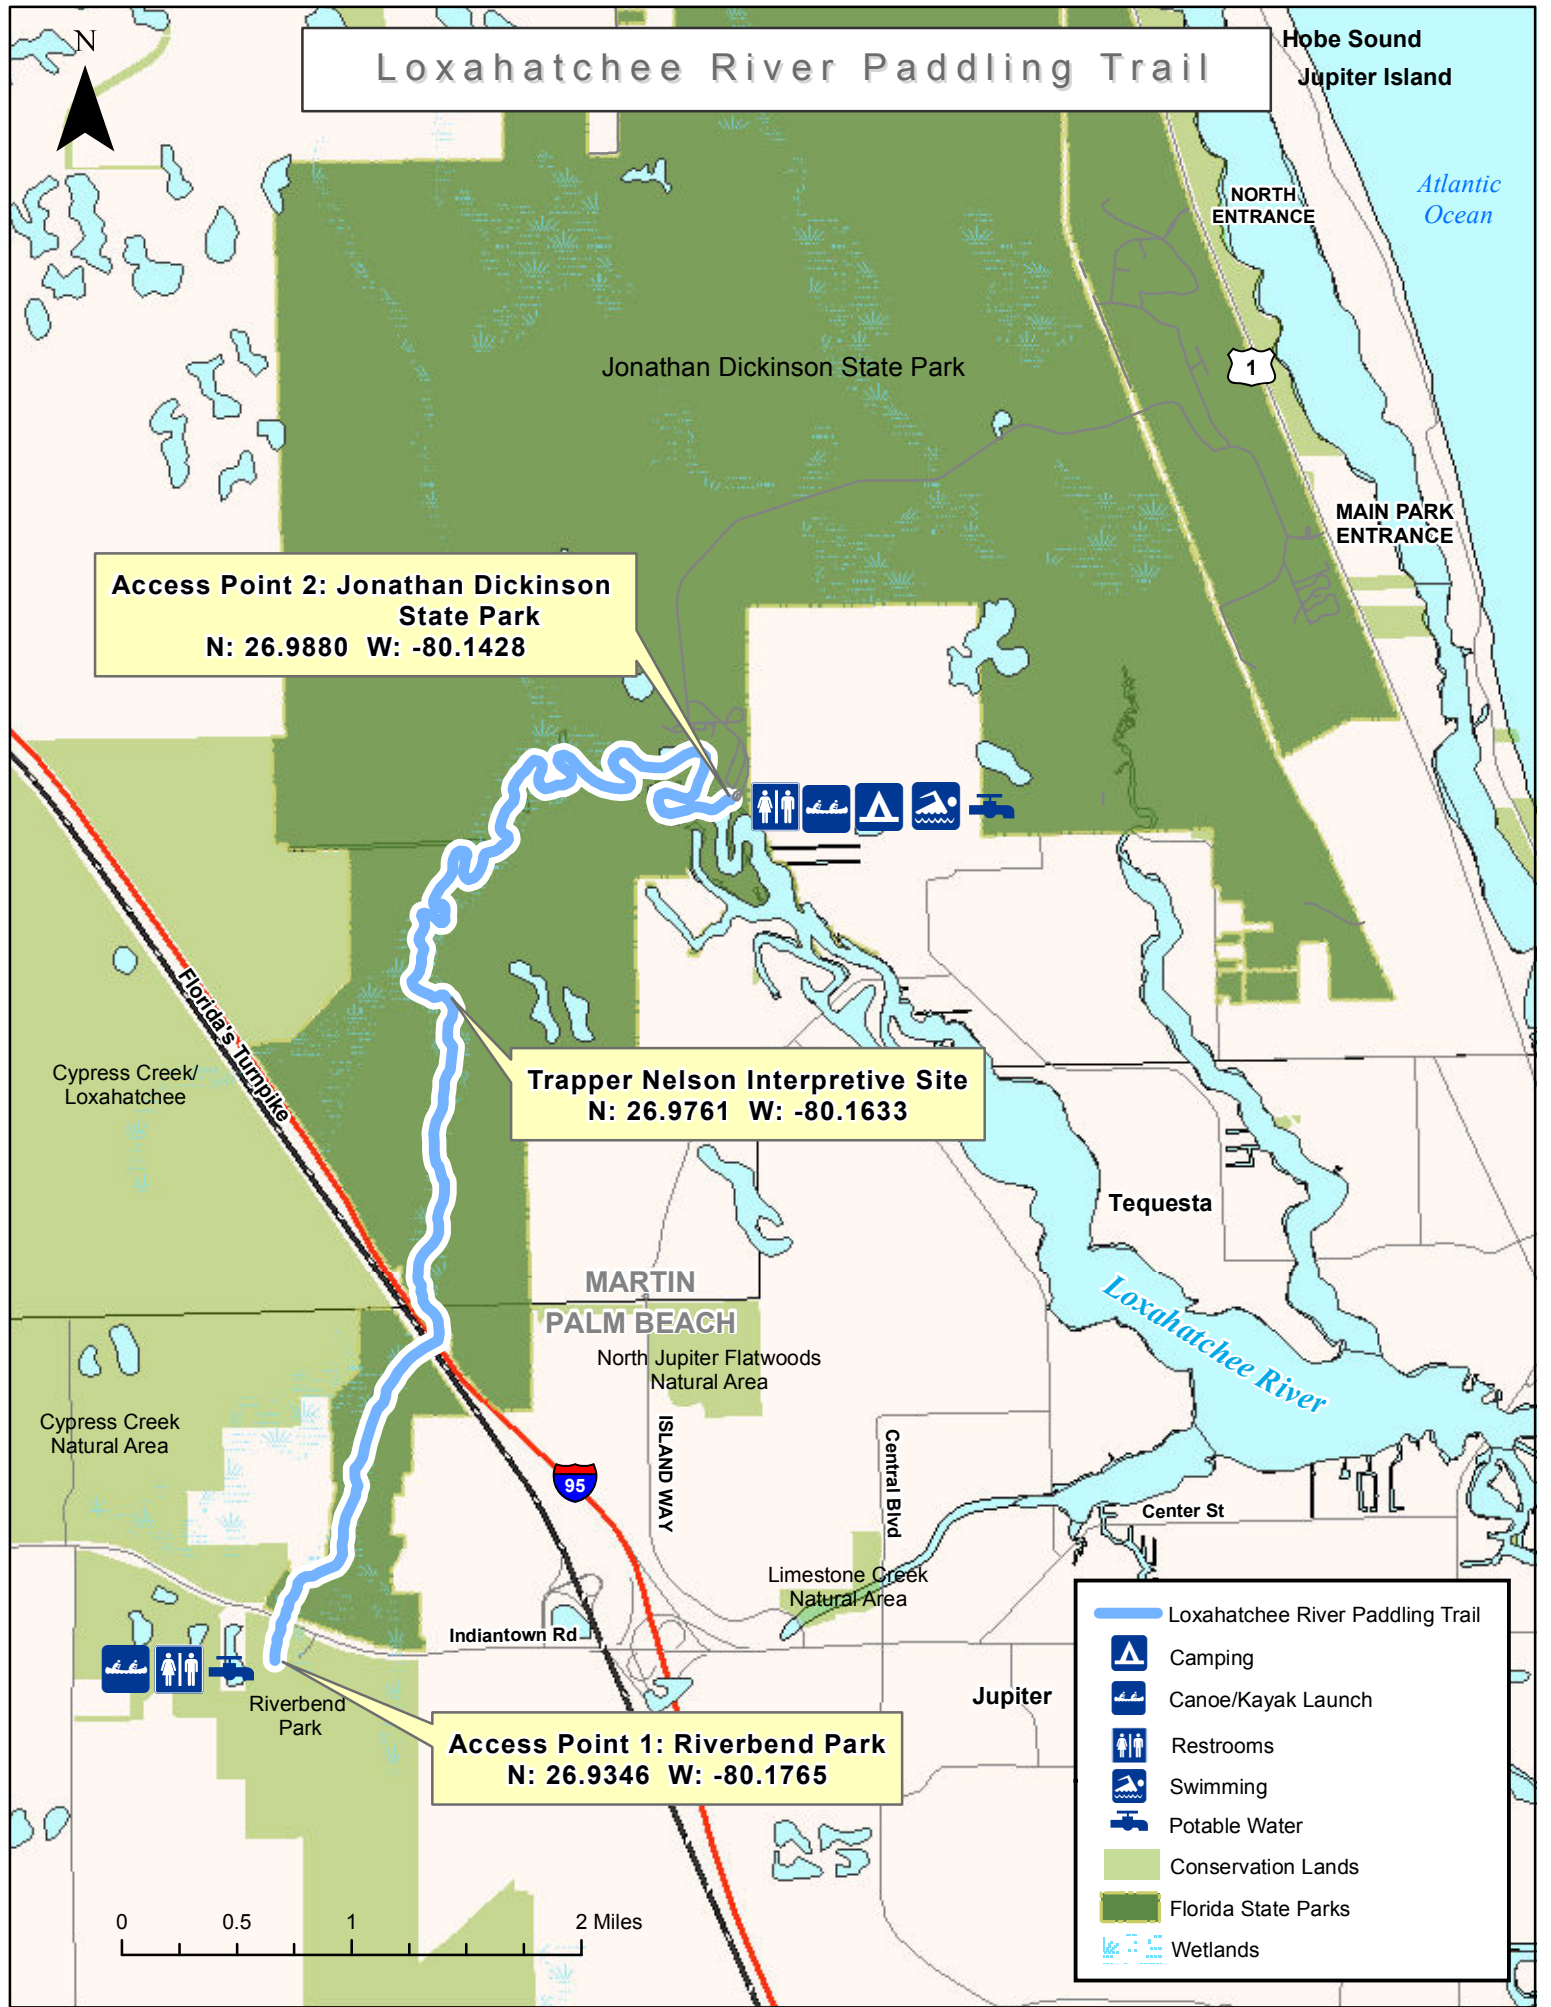 N
Loxahatchee River Paddling Trail
Hobe Sound
Jupiter Island
Atlantic
Ocean
NORTH
ENTRANCE
1
Jonathan Dickinson State Park
MAIN PARK
ENTRANCE
Access Point 2: Jonathan Dickinson
State Park
N: 26.9880 W: -80.1428
Florida's Turnpike
Cypress Creek/
Loxahatchee
Trapper Nelson Interpretive Site
N: 26.9761 W: -80.1633
Tequesta
MARTIN
PALM BEACH
Loxahatchee River
North Jupiter Flatwoods
Natural Area
Cypress Creek
Natural Area
ISLAND WAY
Central Blvd
95
Center St
Limestone Creek
Natural Area
Indiantown Rd
Riverbend
Park
Jupiter
Access Point 1: Riverbend Park
N: 26.9346 W: -80.1765
Loxahatchee River Paddling Trail
Camping
Canoe/Kayak Launch
Restrooms
Swimming
Potable Water
Conservation Lands
Florida State Parks
Wetlands
0 0.5 1 2 Miles